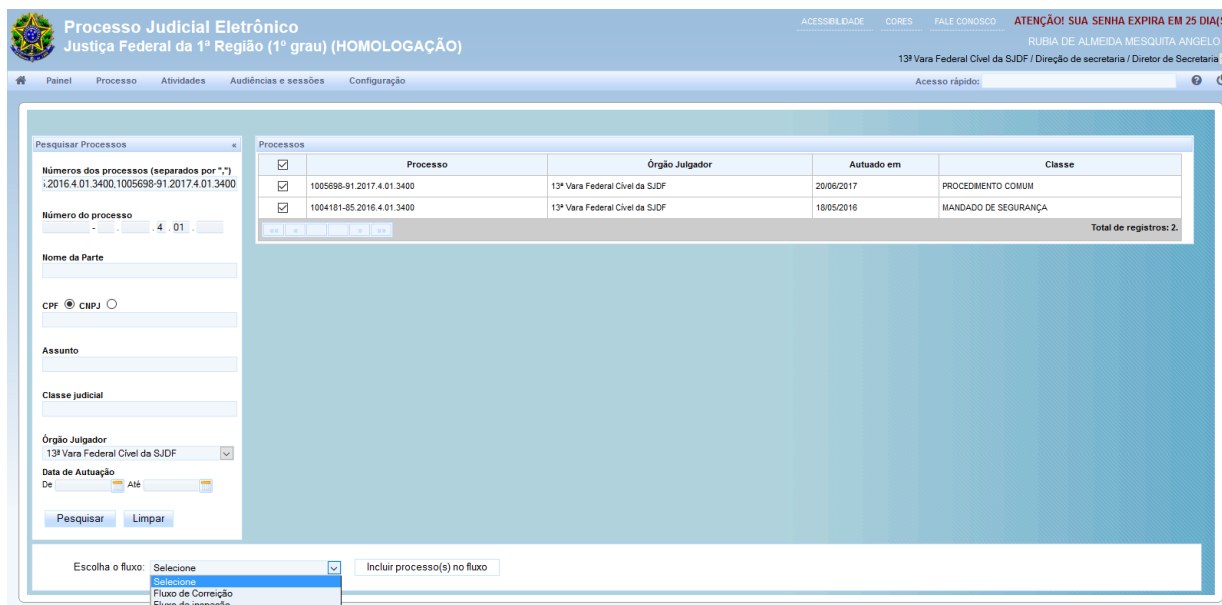 Processo Judicial Eletrônico
Justiça Federal da 1ª Região (1º grau) (HOMOLOGAÇÃO)
ACESSIBILIDADE CORES FALE CONOSCO ATENÇÃO! SUA SENHA EXPIRA EM 25 DIA(S
RUBIA DE ALMEIDA MESQUITA ANGELO
13ª Vara Federal Cível da SJDF / Direção de secretaria / Diretor de Secretaria
Painel Processo Atividades Audiências e sessões Configuração Acesso rápido:
Pesquisar Processos «
Números dos processos (separados por ",")
.2016.4.01.3400,1005698-91.2017.4.01.3400
Número do processo
- . . 4 . 01 .
Nome da Parte
CPF CNPJ
Assunto
Classe judicial
Órgão Julgador
13ª Vara Federal Cível da SJDF
Data de Autuação
De Até
Pesquisar Limpar
Processos
Processo Órgão Julgador Autuado em Classe
1005698-91.2017.4.01.3400 13ª Vara Federal Cível da SJDF 20/06/2017 PROCEDIMENTO COMUM
1004181-85.2016.4.01.3400 13ª Vara Federal Cível da SJDF 18/05/2016 MANDADO DE SEGURANÇA
Total de registros: 2.
Escolha o fluxo: Selecione Incluir processo(s) no fluxo
Selecione
Fluxo de Correição
Fluxo de inspeção